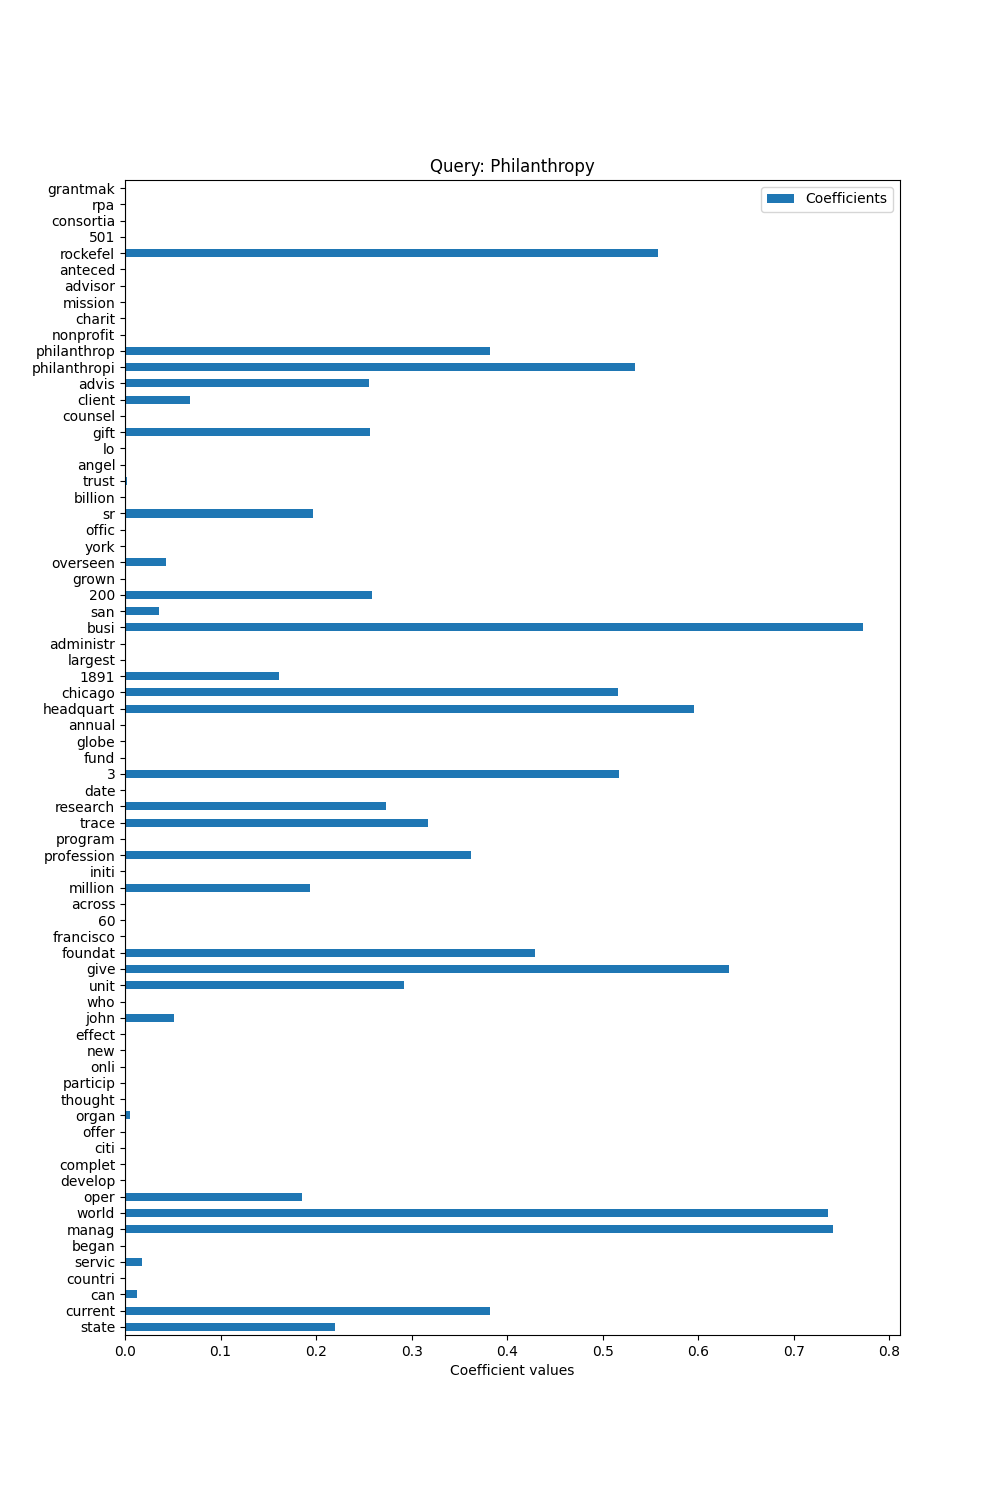 Query: Philanthropy
Coefficients
grantmak
rpa
consortia
501
rockefel
anteced
advisor
mission
charit
nonprofit
philanthrop
philanthropi
advis
client
counsel
gift
lo
angel
trust
billion
sr
offic
york
overseen
grown
200
san
busi
administr
largest
1891
chicago
headquart
annual
globe
fund
3
date
research
trace
program
profession
initi
million
across
60
francisco
foundat
give
unit
who
john
effect
new
onli
particip
thought
organ
offer
citi
complet
develop
oper
world
manag
began
servic
countri
can
current
state
0.0 0.1 0.2 0.3 0.4 0.5 0.6 0.7 0.8
Coefficient values